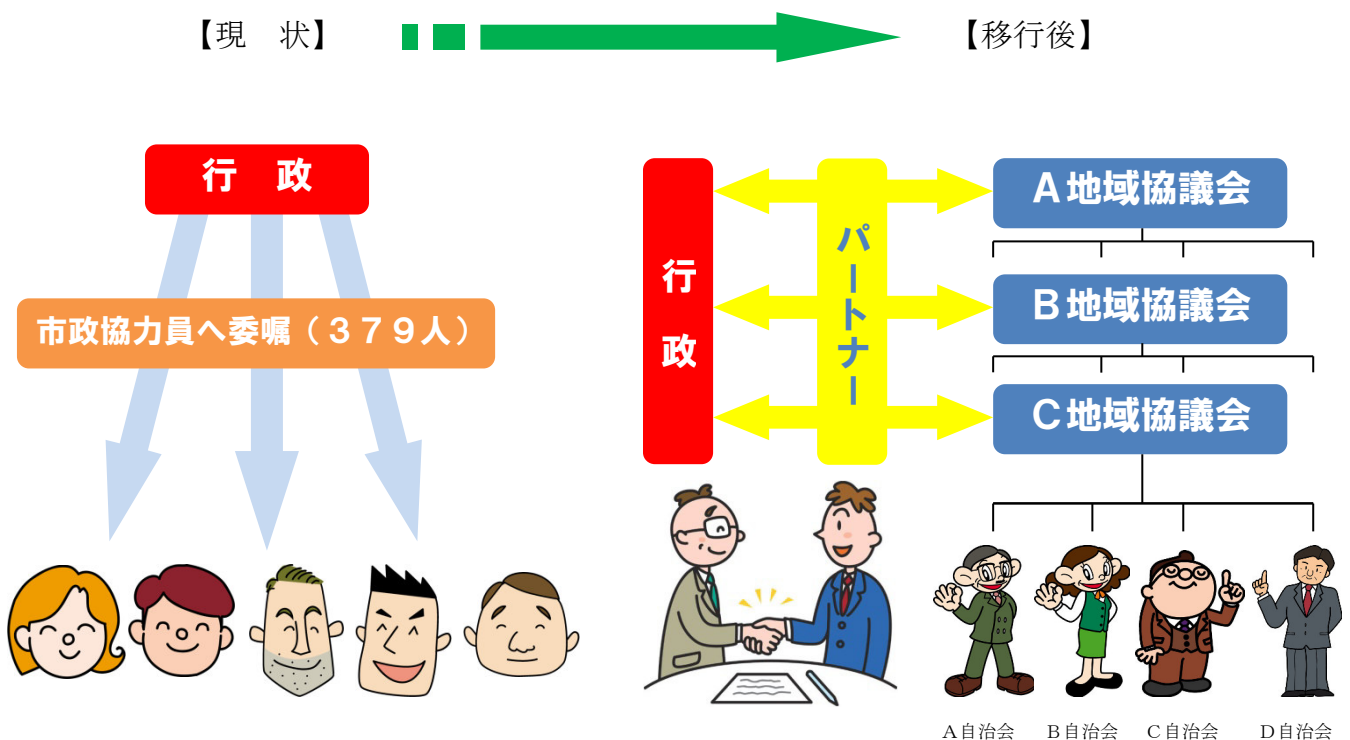 【現　状】
【移行後】
行　政
市政協力員へ委嘱（３７９人）
行政
パートナー
Ａ地域協議会
Ｂ地域協議会
Ｃ地域協議会
Ａ自治会
Ｂ自治会
Ｃ自治会
Ｄ自治会